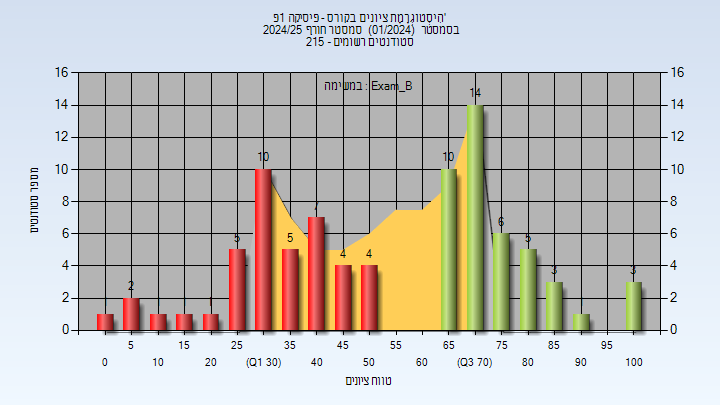 היסטוגרמת ציונים בקורס - פיסיקה 1פ'
בסמסטר (01/2024) סמסטר חורף 2024/25
סטודנטים רשומים - 215
במשימה : Exam_B
מספר סטודנטים
16 14 12 10 8 6 4 2 0
16 14 12 10 8 6 4 2 0
2 5 10 5 4 4 10 14 6 5 3 3
5 15 25 35 45 55 65 75 85 95
0 10 20 (Q1 30) 40 50 60 (Q3 70) 80 90 100
טווח ציונים